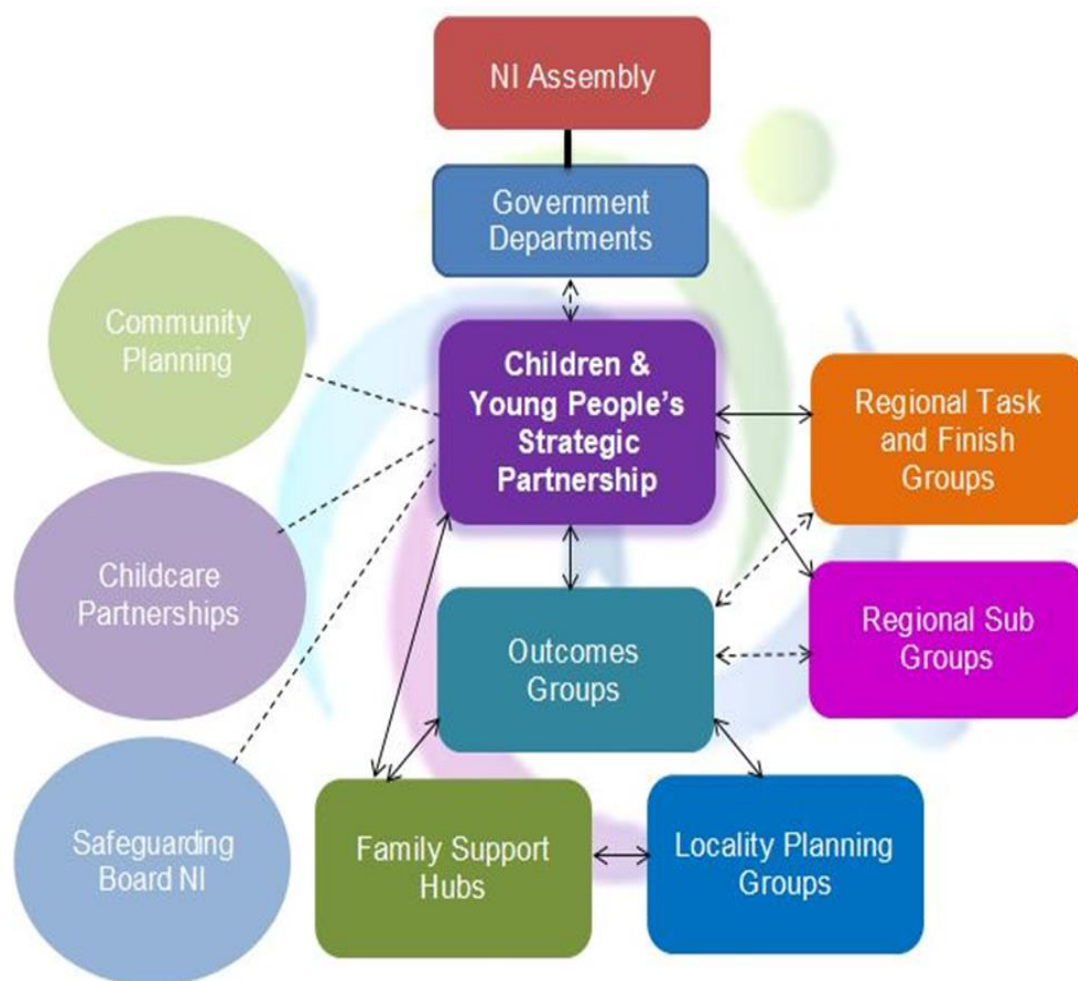 NI Assembly
Government
Departments
Community
Planning
Children &
Young People’s
Strategic
Partnership
Regional Task
and Finish
Groups
Childcare
Partnerships
Outcomes
Groups
Regional Sub
Groups
Safeguarding
Board NI
Family Support
Hubs
Locality Planning
Groups